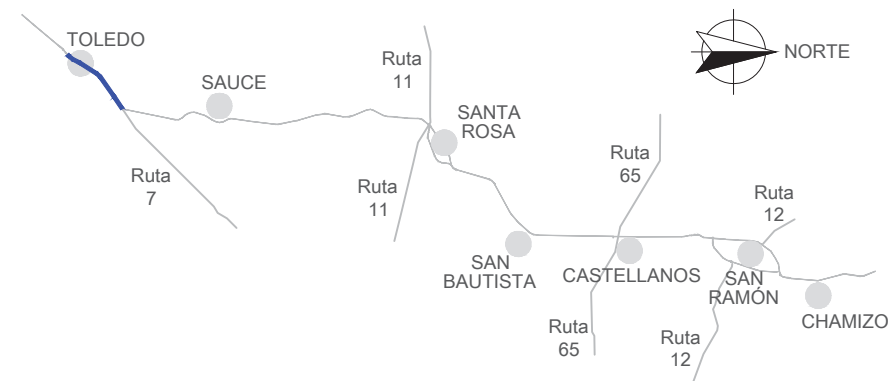 TOLEDO
SAUCE
Ruta
11
SANTA
ROSA
NORTE
Ruta
7
Ruta
11
Ruta
65
Ruta
12
SAN
BAUTISTA
CASTELLANOS
SAN
RAMÓN
CHAMIZO
Ruta
65
Ruta
12